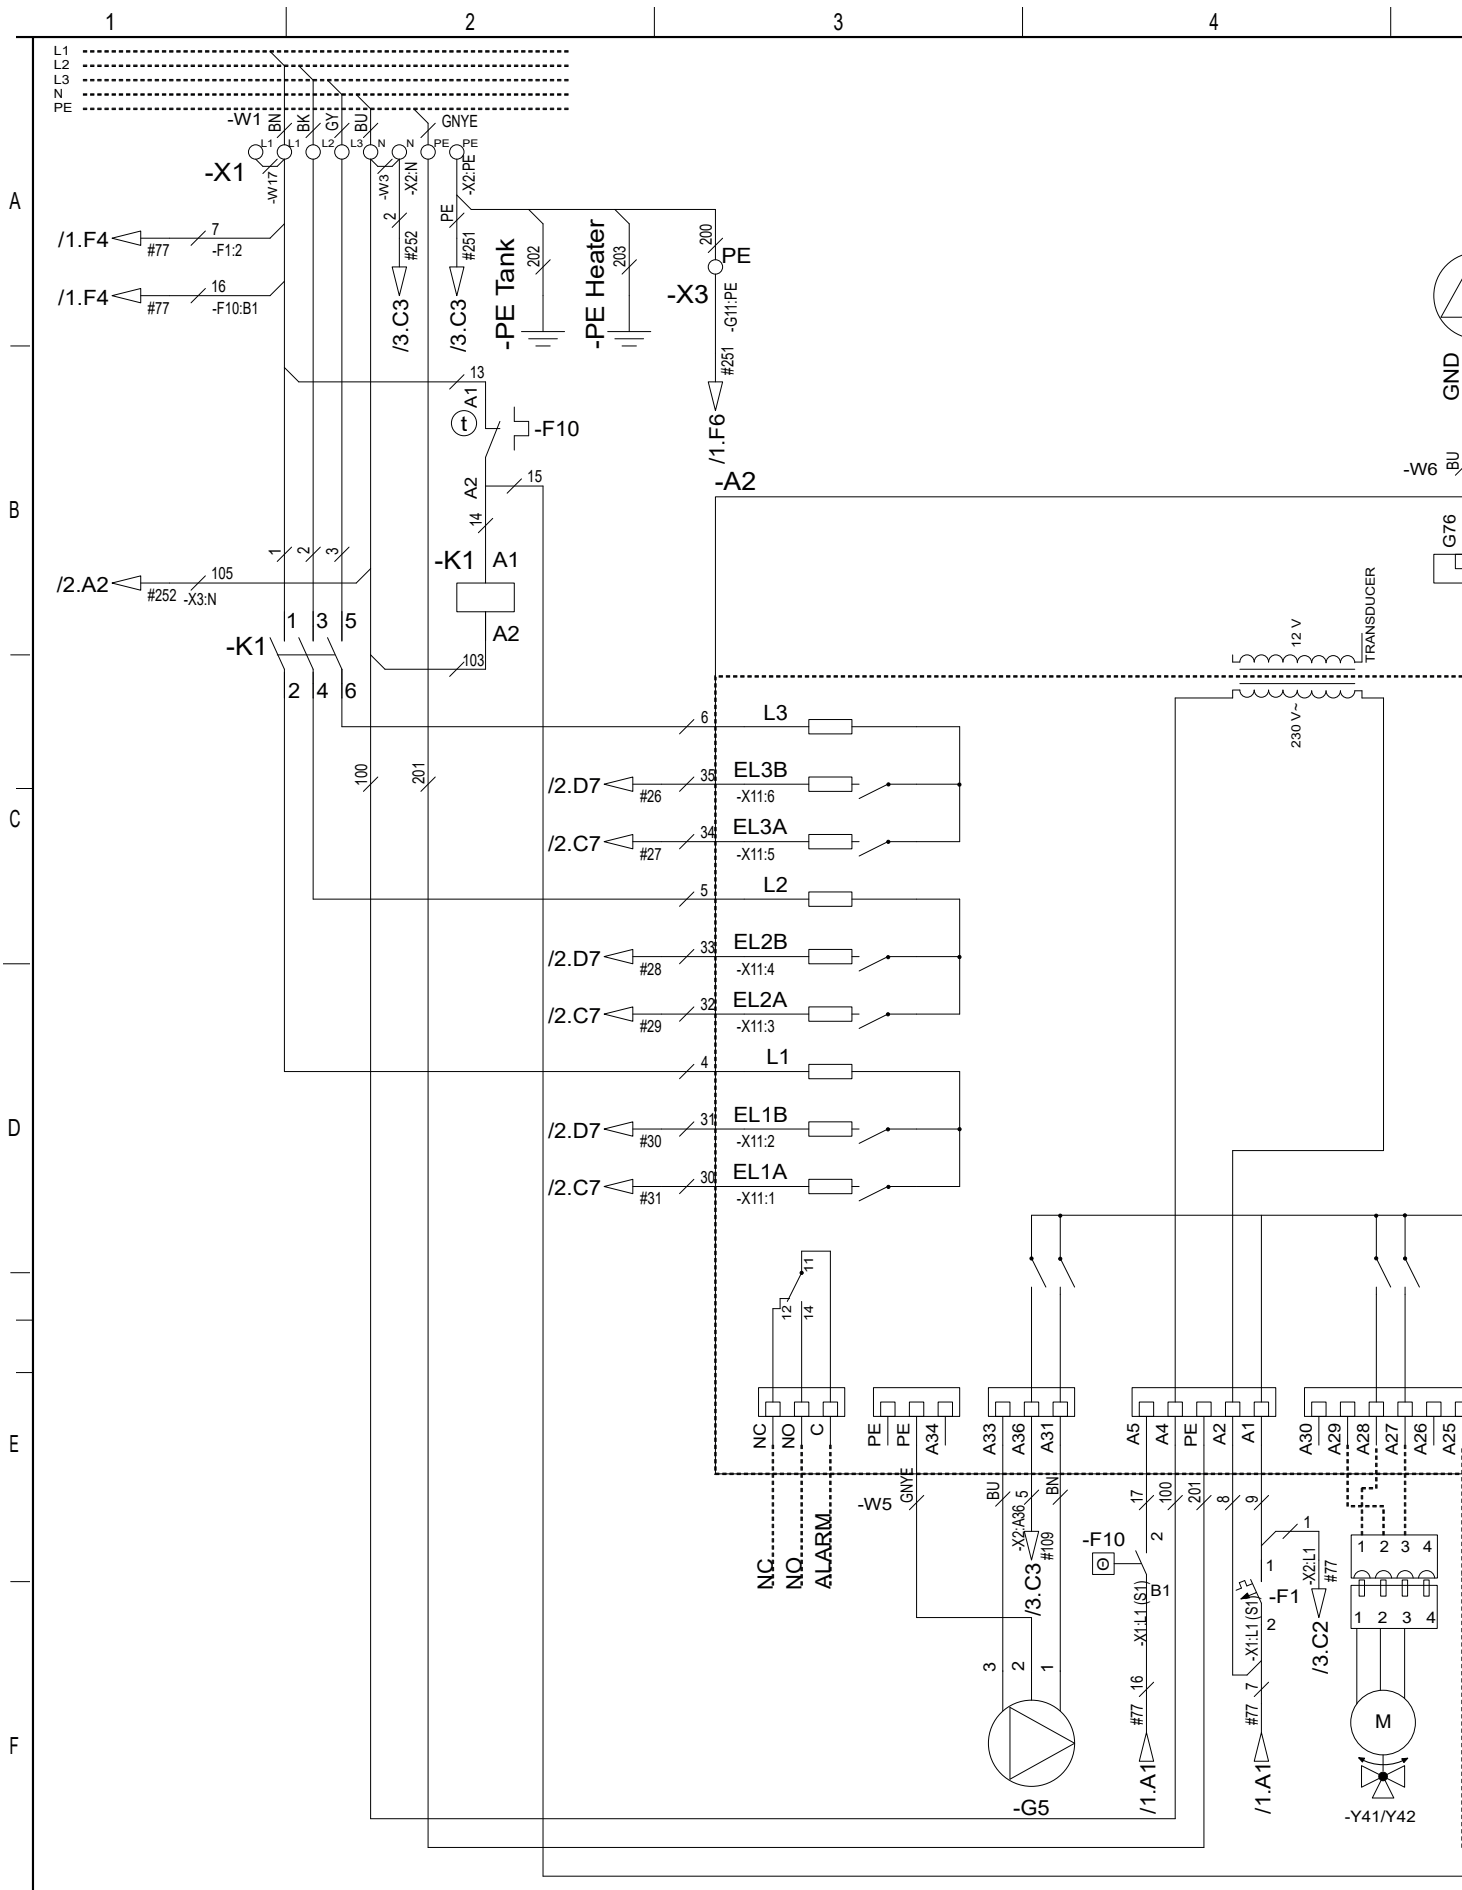 1 2 3 4
L1
L2
L3
N
PE
-W1 BN BK GY BU GNYE
L1 L1 L2 L3 N N PE PE
-X1 -W17 -W3 -X2:N -X2:PE
A
/1.F4 #77 7 -F1:2
2 #252 /3.C3
PE #251 /3.C3
-PE Tank 202
-PE Heater 203
200 PE
-X3 -G11:PE
#251 /1.F6
/1.F4 #77 16 -F10:B1
GND
13
A1
t -F10
A2 15
14
-A2
-W6 BU
B
G76
1 2 3
-K1 A1
A2
/2.A2 #252 105 -X3:N
1 3 5
-K1
2 4 6
103
12 V
TRANSDUCER
230 V~
6 L3
100 201
/2.D7 #26 35 EL3B -X11:6
C
/2.C7 #27 34 EL3A -X11:5
5 L2
/2.D7 #28 33 EL2B -X11:4
/2.C7 #29 32 EL2A -X11:3
4 L1
D
/2.D7 #30 31 EL1B -X11:2
/2.C7 #31 30 EL1A -X11:1
11
12 14
E
NC NO C
PE PE A34
A33 A36 A31
A5 A4 PE A2 A1
A30 A29 A28 A27 A26 A25
-W5 GNYE
BU 5 BN
-X2:A36 #109
/3.C3
17 100 201 8 9
NC NO ALARM
-F10 2
B1
-X1:L1 (S1)
1 -X2:L1 #77
/3.C2
1
-F1
2
-X1:L1 (S1)
1 2 3 4
1 2 3 4
3 2 1
16 #77 /1.A1
7 #77 /1.A1
M
F
-G5
-Y41/Y42